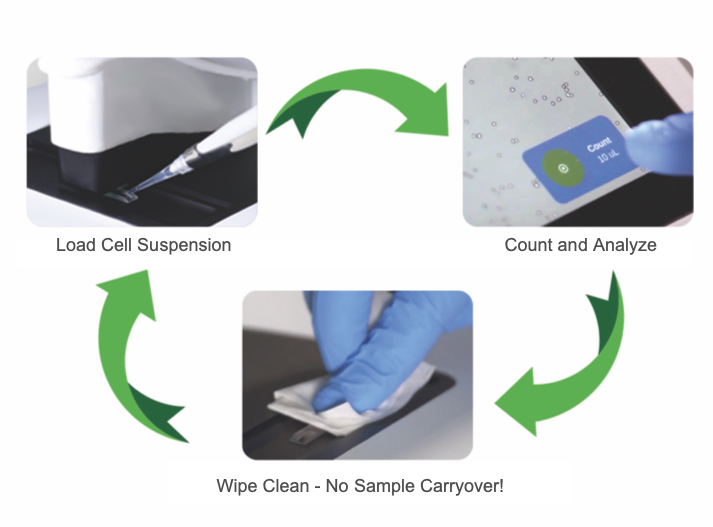 Load Cell Suspension
Count and Analyze
Count
10 uL
Wipe Clean - No Sample Carryover!